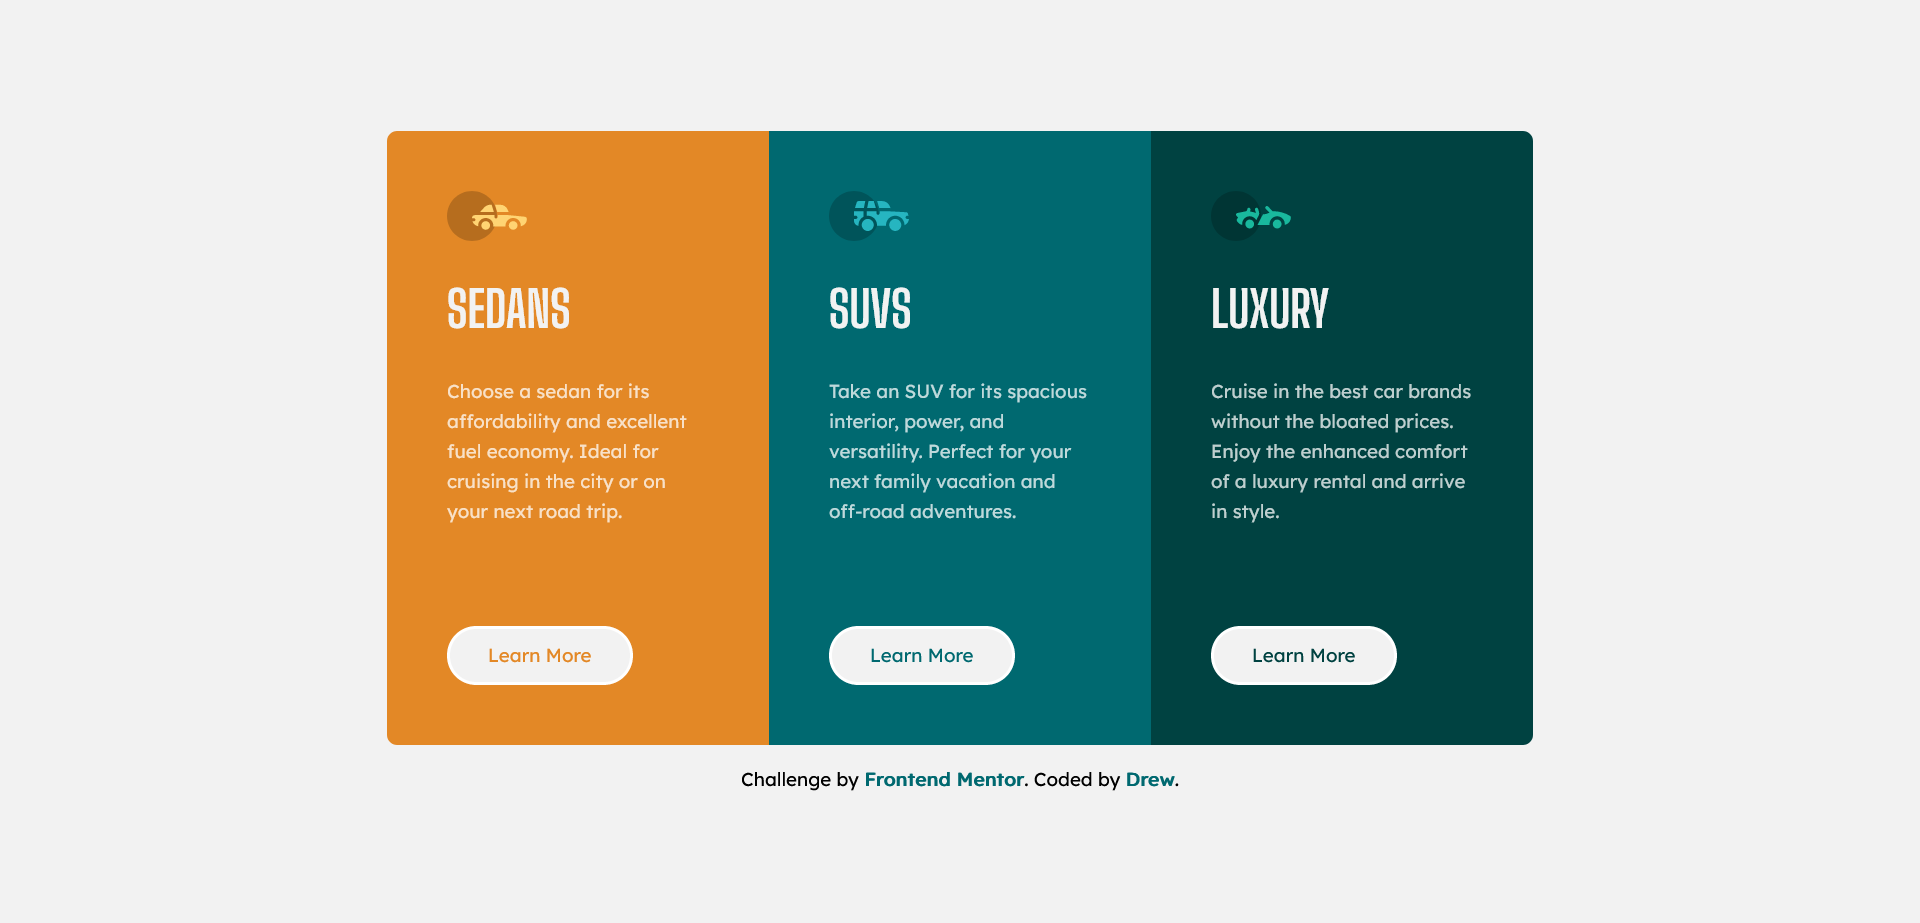 SEDANS
Choose a sedan for its
affordability and excellent
fuel economy. Ideal for
cruising in the city or on
your next road trip.
Learn More
SUVS
Take an SUV for its spacious
interior, power, and
versatility. Perfect for your
next family vacation and
off-road adventures.
Learn More
LUXURY
Cruise in the best car brands
without the bloated prices.
Enjoy the enhanced comfort
of a luxury rental and arrive
in style.
Learn More
Challenge by Frontend Mentor. Coded by Drew.